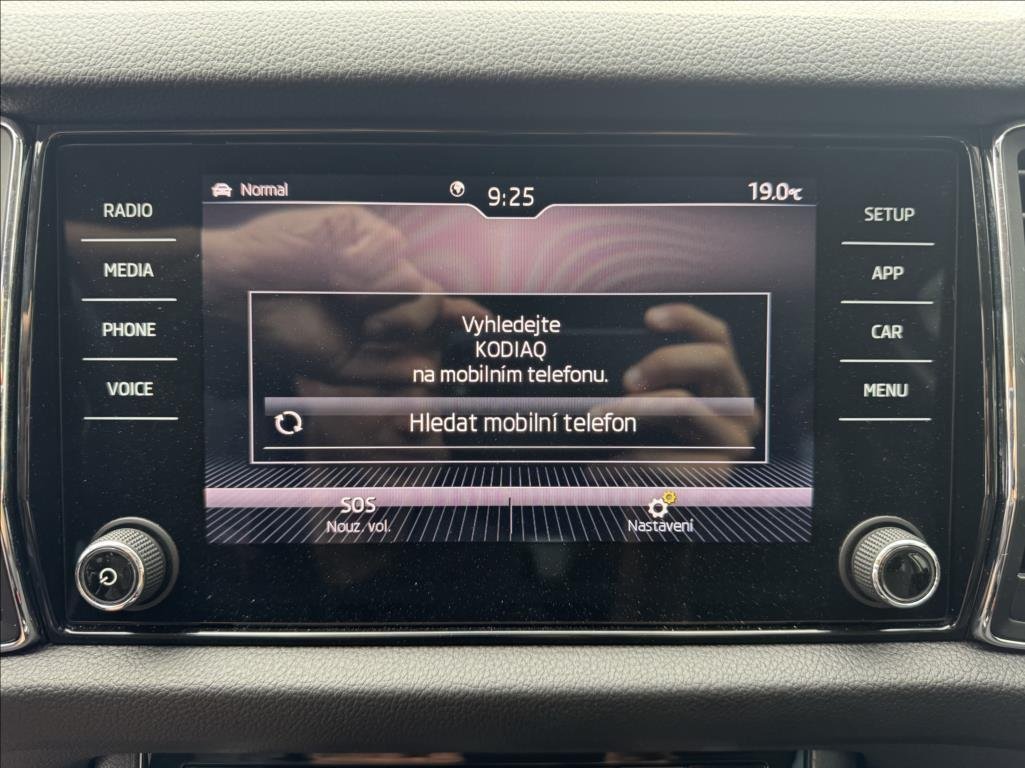 Normal
9:25
19.0°C
RADIO
MEDIA
PHONE
VOICE
Vyhledejte
KODIAQ
na mobilním telefonu.
Hledat mobilní telefon
SOS
Nouz. vol.
Nastavení
SETUP
APP
CAR
MENU